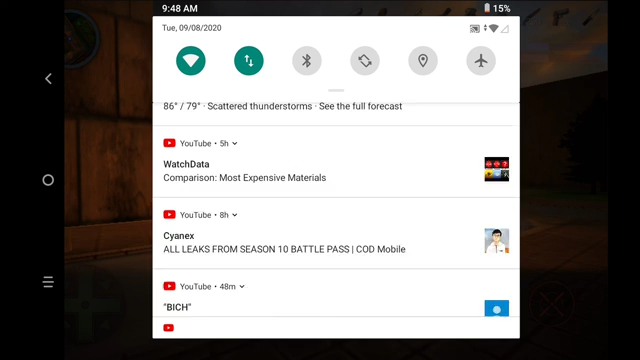 9:48 AM
15%
Tue, 09/08/2020
86° / 79° · Scattered thunderstorms · See the full forecast
YouTube • 5h
WatchData
Comparison: Most Expensive Materials
YouTube • 8h
Cyanex
ALL LEAKS FROM SEASON 10 BATTLE PASS | COD Mobile
YouTube • 48m
"BICH"